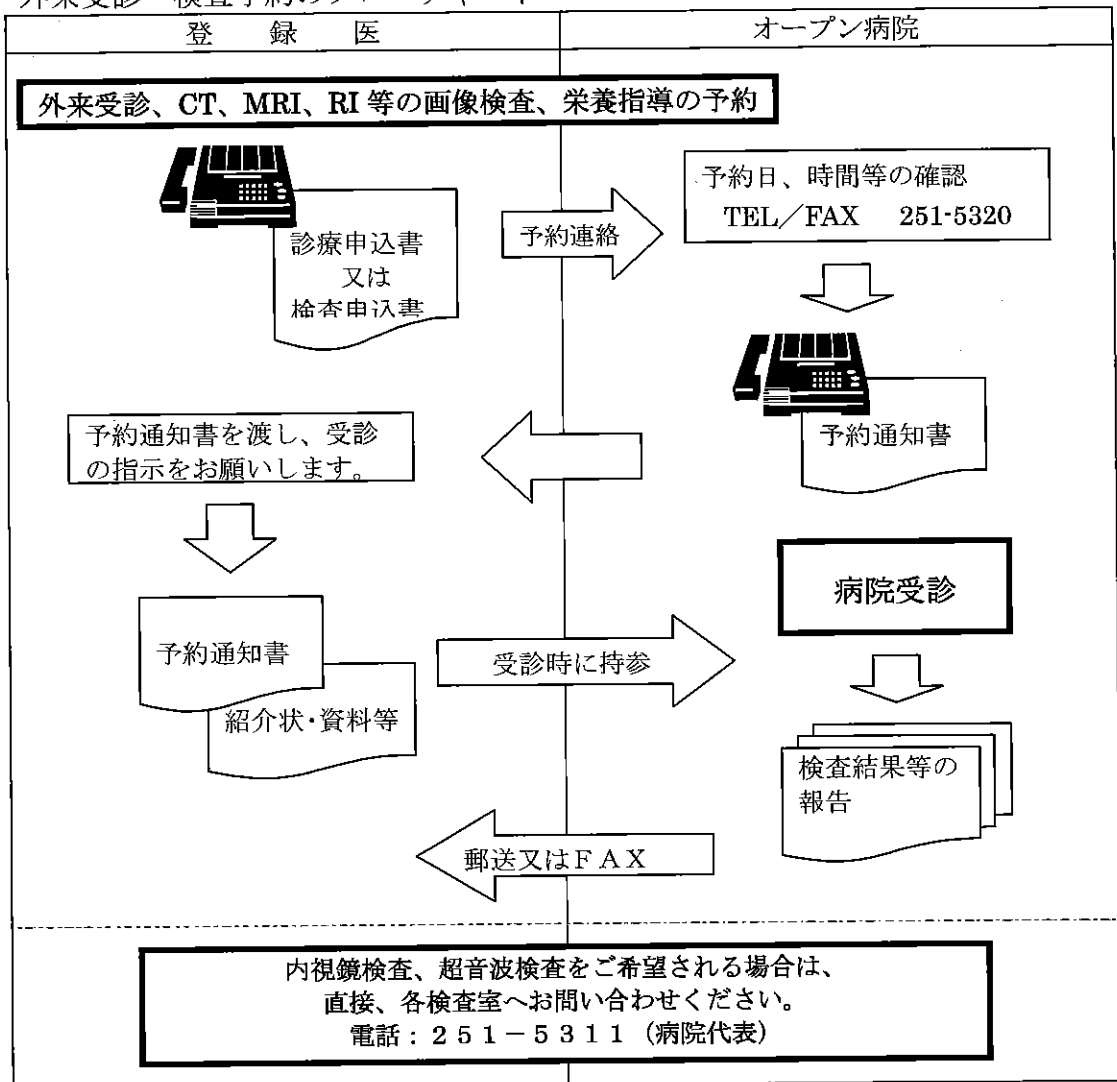 登 録 医
オープン病院
外来受診、CT、MRI、RI 等の画像検査、栄養指導の予約
診療申込書
又は
検査申込書
予約連絡
予約日、時間等の確認
TEL／FAX 251-5320
予約通知書
予約通知書を渡し、受診
の指示をお願いします。
予約通知書
紹介状・資料等
受診時に持参
病院受診
検査結果等の
報告
郵送又はＦＡＸ
内視鏡検査、超音波検査をご希望される場合は、
直接、各検査室へお問い合わせください。
電話：２５１－５３１１（病院代表）